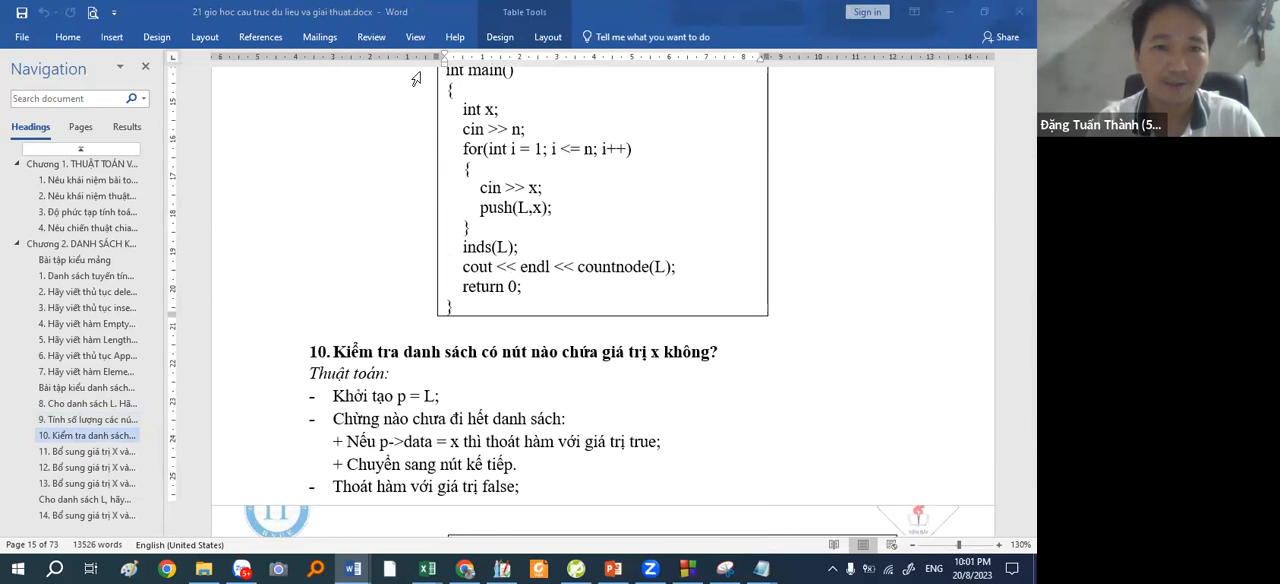 21 gio hoc cau truc du lieu va giai thuat.docx - Word
Table Tools
Sign in
File Home Insert Design Layout References Mailings Review View Help Design Layout Tell me what you want to do Share
Navigation
Search document
Headings Pages Results
Chương 1. THUẬT TOÁN V...
1. Nêu khái niệm bài to...
2. Nêu khái niệm thuật...
3. Độ phức tạp tính toá...
4. Nêu chiến thuật chia...
Chương 2. DANH SÁCH K...
Bài tập kiểu mảng
1. Danh sách tuyến tín...
2. Hãy viết thủ tục dele...
3. Hãy viết thủ tục inse...
4. Hãy viết hàm Empty...
5. Hãy viết hàm Length...
6. Hãy viết thủ tục App...
7. Hãy viết hàm Eleme...
Bài tập kiểu danh sách...
8. Cho danh sách L. Hã...
9. Tính số lượng các nú...
10. Kiểm tra danh sách...
11. Bổ sung giá trị X và...
12. Bổ sung giá trị X và...
13. Bổ sung giá trị X và...
Cho danh sách L, hãy...
14. Bổ sung giá trị X và...
int main()
{
int x;
cin >> n;
for(int i = 1; i <= n; i++)
{
cin >> x;
push(L,x);
}
inds(L);
cout << endl << countnode(L);
return 0;
}
10. Kiểm tra danh sách có nút nào chứa giá trị x không?
Thuật toán:
- Khởi tạo p = L;
- Chừng nào chưa đi hết danh sách:
+ Nếu p->data = x thì thoát hàm với giá trị true;
+ Chuyển sang nút kế tiếp.
- Thoát hàm với giá trị false;
Đặng Tuấn Thành (5...
Page 15 of 73 13526 words English (United States)
130%
ENG
10:01 PM
20/8/2023